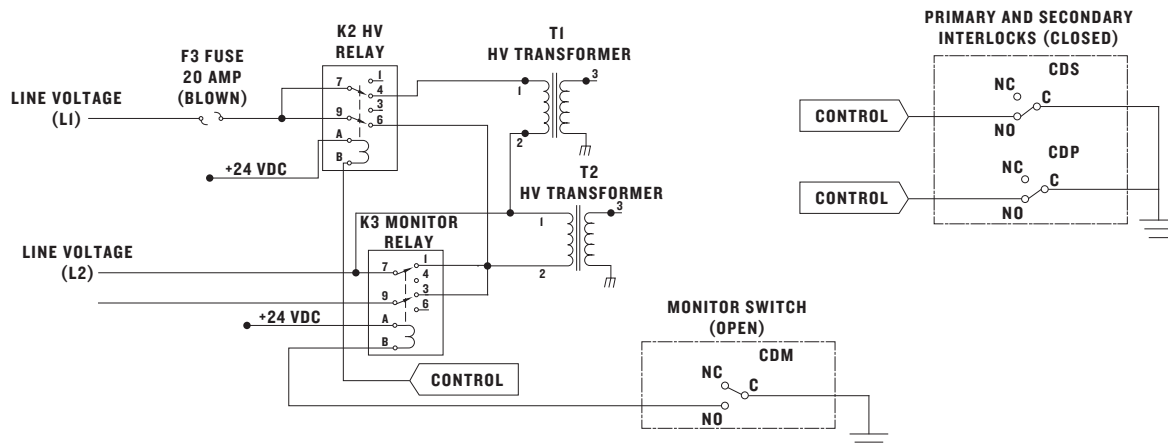 PRIMARY AND SECONDARY
INTERLOCKS (CLOSED)
K2 HV
RELAY
T1
HV TRANSFORMER
F3 FUSE
20 AMP
(BLOWN)
LINE VOLTAGE
(L1)
7
1
4
3
9
6
A
B
+24 VDC
1
2
3
CDS
NC
C
NO
CONTROL
CDP
NC
C
NO
CONTROL
T2
HV TRANSFORMER
1
2
3
K3 MONITOR
RELAY
LINE VOLTAGE
(L2)
7
1
4
3
9
6
A
B
+24 VDC
CONTROL
MONITOR SWITCH
(OPEN)
CDM
NC
C
NO